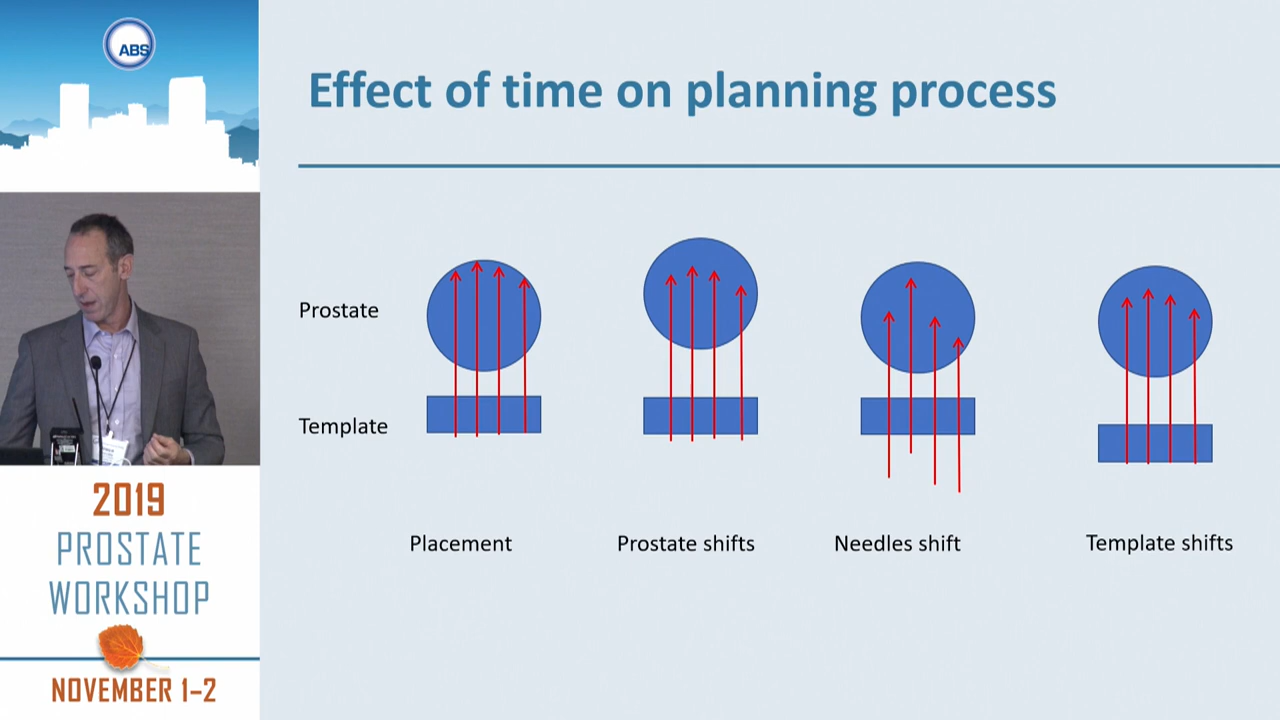 ABS
Effect of time on planning process
Prostate
Template
Placement
Prostate shifts
Needles shift
Template shifts
2019
PROSTATE
WORKSHOP
NOVEMBER 1–2